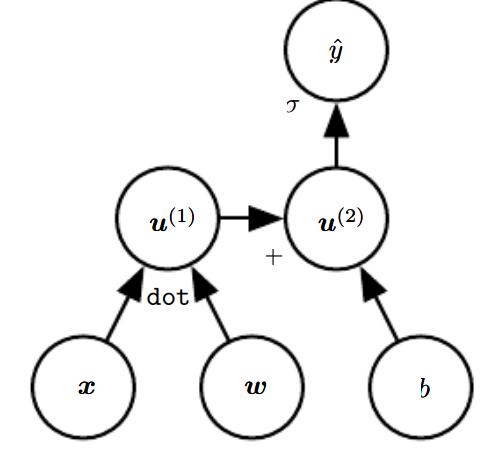 ŷ
σ
u(1)
u(2)
+
dot
x
w
b